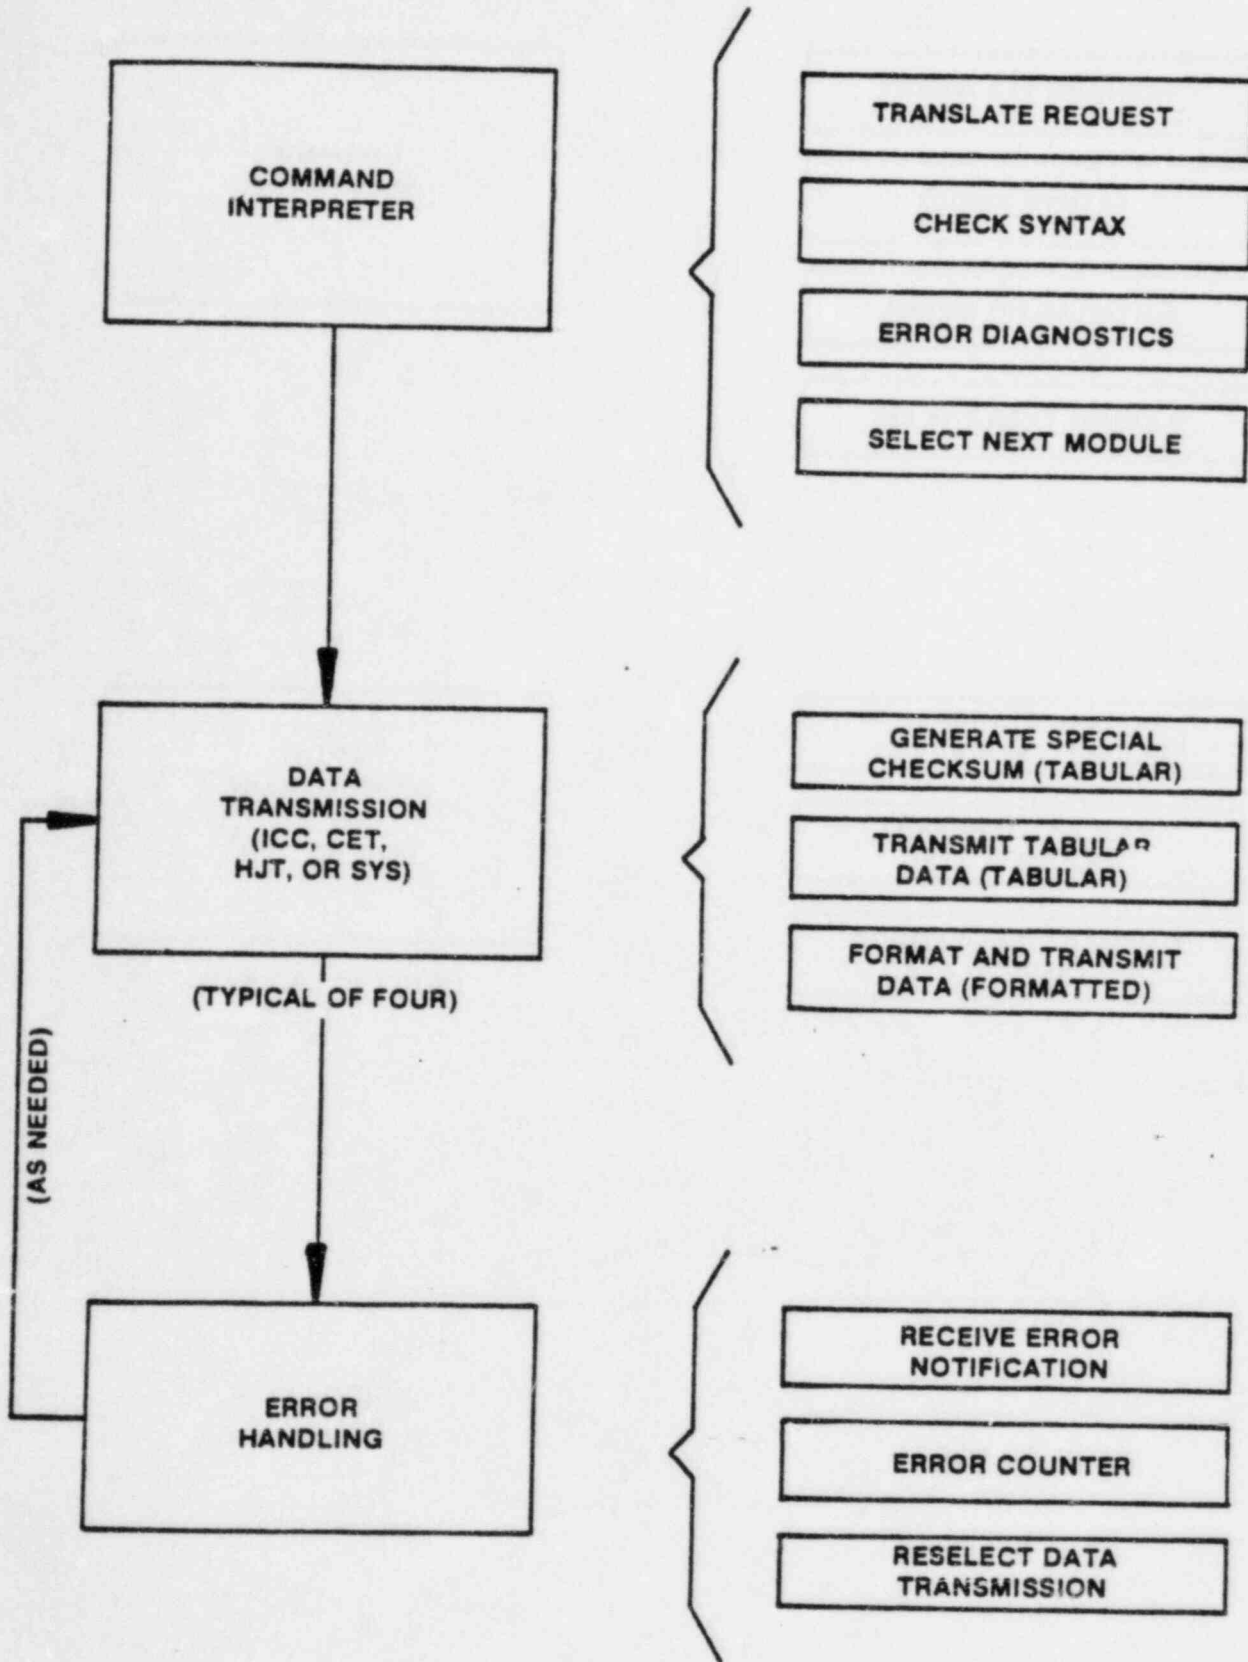 COMMAND
INTERPRETER
TRANSLATE REQUEST
CHECK SYNTAX
ERROR DIAGNOSTICS
SELECT NEXT MODULE
DATA
TRANSMISSION
(ICC, CET,
HJT, OR SYS)
(TYPICAL OF FOUR)
GENERATE SPECIAL
CHECKSUM (TABULAR)
TRANSMIT TABULAR
DATA (TABULAR)
FORMAT AND TRANSMIT
DATA (FORMATTED)
(AS NEEDED)
ERROR
HANDLING
RECEIVE ERROR
NOTIFICATION
ERROR COUNTER
RESELECT DATA
TRANSMISSION